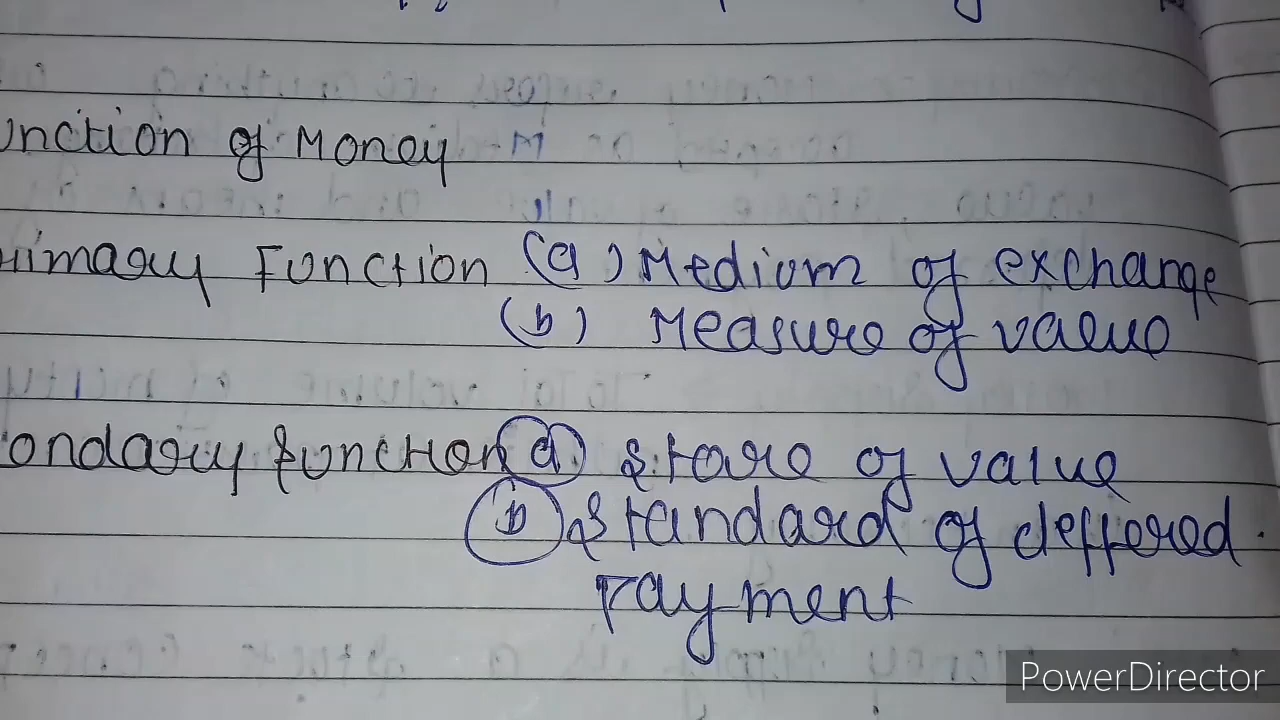 unction of Money
rimary Function (a) Medium of exchange
(b) Measure of value
ondary function (a) store of value
(b) standard of deffered
Payment
PowerDirector